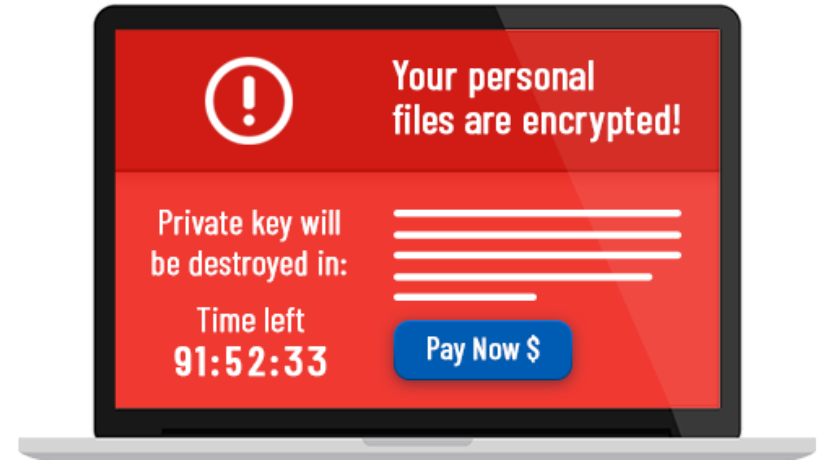 Your personal
files are encrypted!
Private key will
be destroyed in:
Time left
91:52:33
Pay Now $